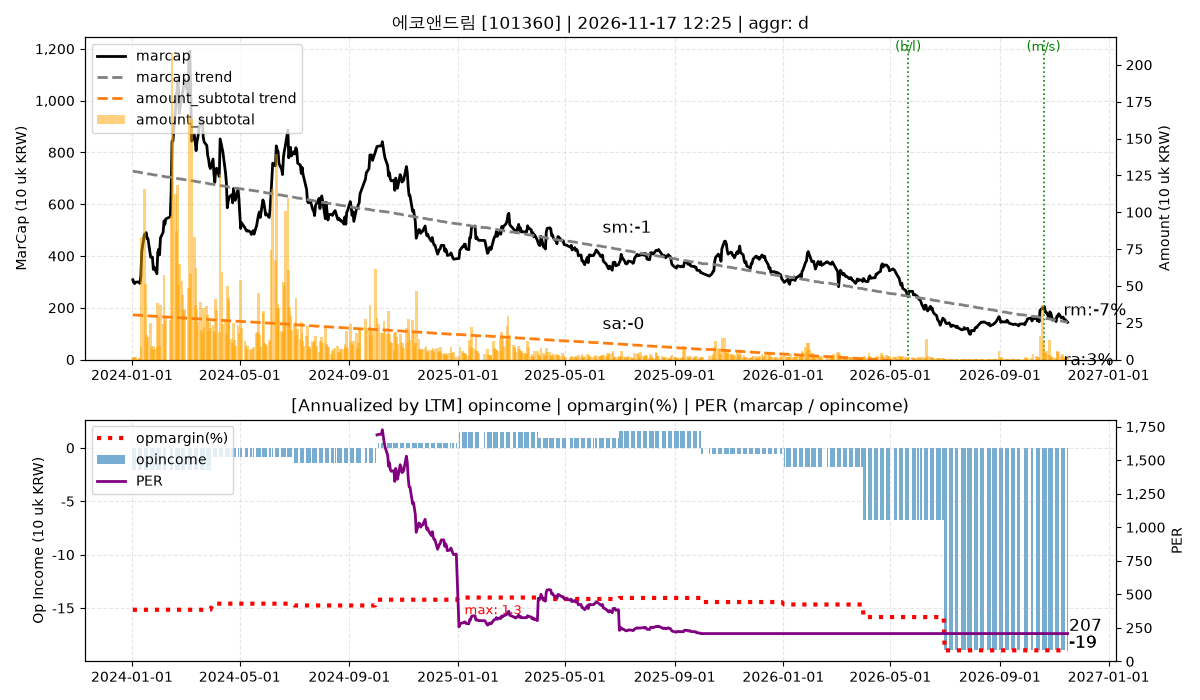 에코앤드림 [101360] | 2026-11-17 12:25 | aggr: d
marcap
marcap trend
amount_subtotal trend
amount_subtotal
(b/l)
(m/s)
1,200
1,000
800
600
400
200
0
MarCap (10 uk KRW)
200
175
150
125
100
75
50
25
0
Amount (10 uk KRW)
sm:-1
sa:-0
rm:-7%
ra:3%
2024-01-01
2024-05-01
2024-09-01
2025-01-01
2025-05-01
2025-09-01
2026-01-01
2026-05-01
2026-09-01
2027-01-01
[Annualized by LTM] opincome | opmargin(%) | PER (marcap / opincome)
opmargin(%)
opincome
PER
0
-5
-10
-15
Op Income (10 uk KRW)
1,750
1,500
1,250
1,000
750
500
250
0
PER
max: 1.3
207
-19
2024-01-01
2024-05-01
2024-09-01
2025-01-01
2025-05-01
2025-09-01
2026-01-01
2026-05-01
2026-09-01
2027-01-01